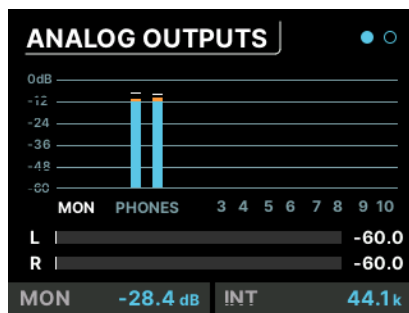 ANALOG OUTPUTS
0dB
-12
-24
-36
-48
-60
MON PHONES 3 4 5 6 7 8 9 10
L -60.0
R -60.0
MON -28.4 dB INT 44.1k